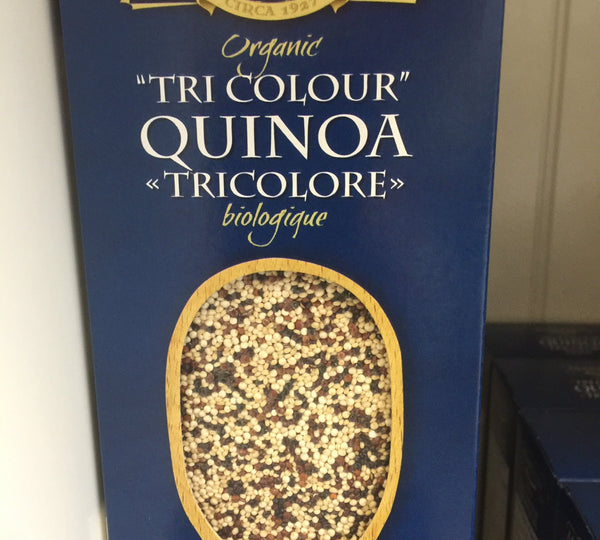 CIRCA 1927
Organic
"TRI COLOUR"
QUINOA
«TRICOLORE»
biologique